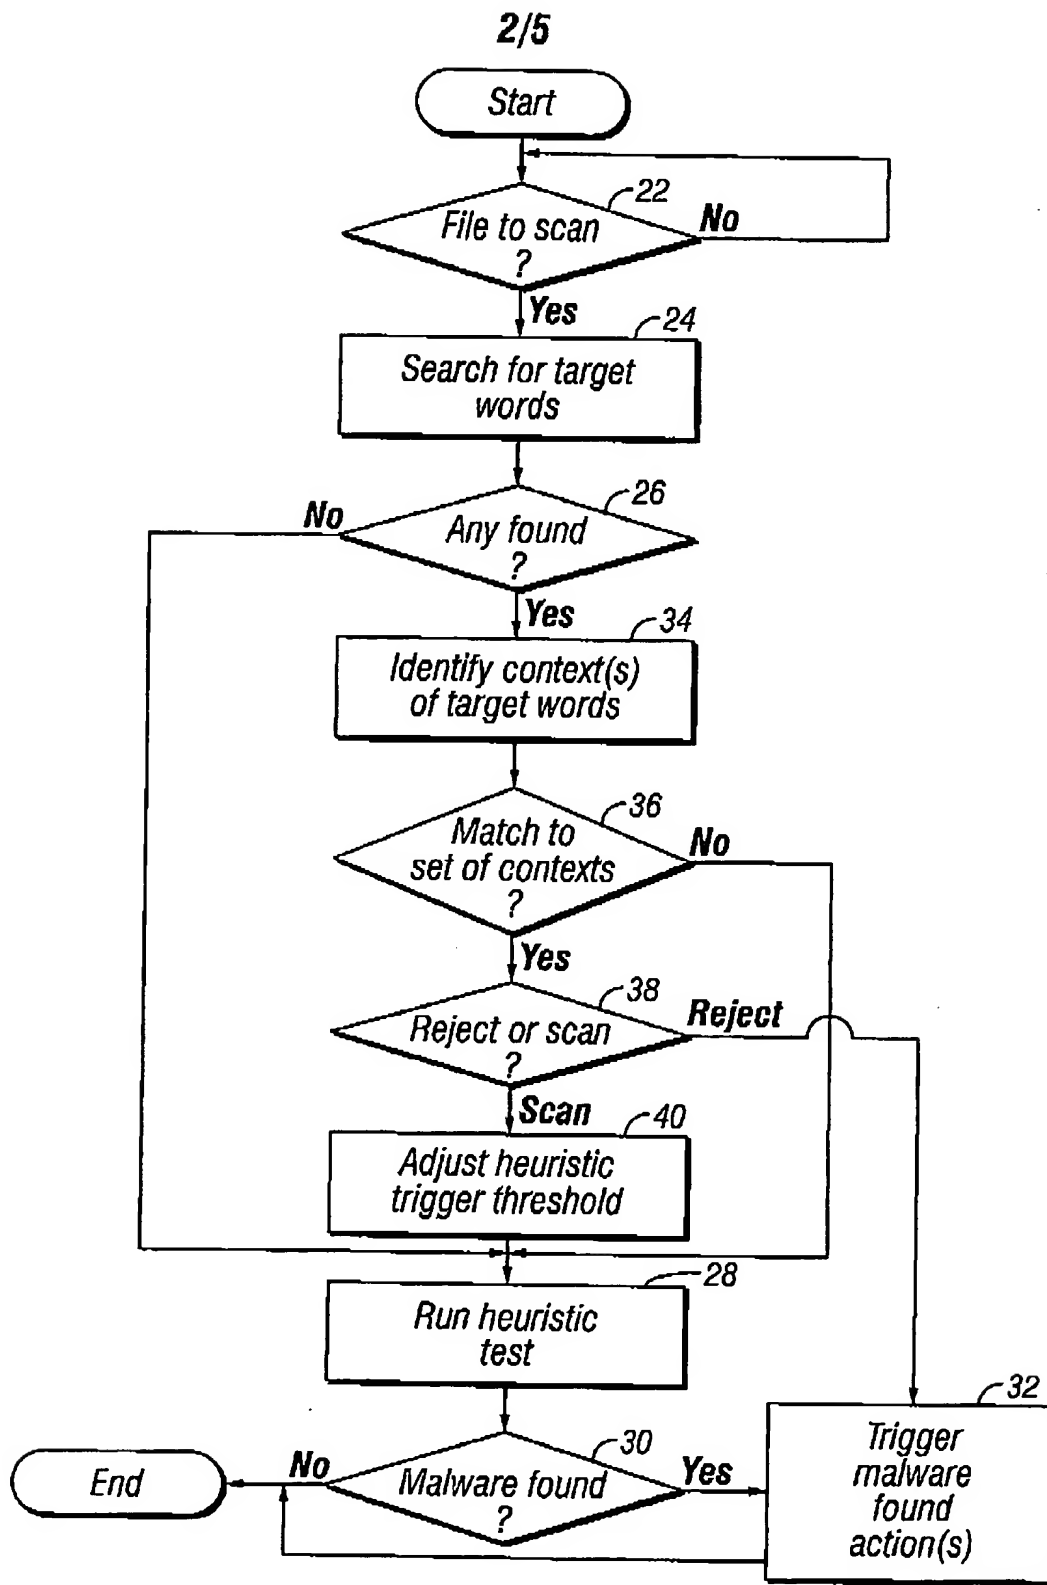 2/5
Start
22
File to scan
?
No
Yes
24
Search for target
words
26
No
Any found
?
Yes
34
Identify context(s)
of target words
36
Match to
set of contexts
?
No
Yes
38
Reject or scan
?
Reject
Scan
40
Adjust heuristic
trigger threshold
28
Run heuristic
test
30
Malware found
?
No
Yes
End
32
Trigger
malware
found
action(s)